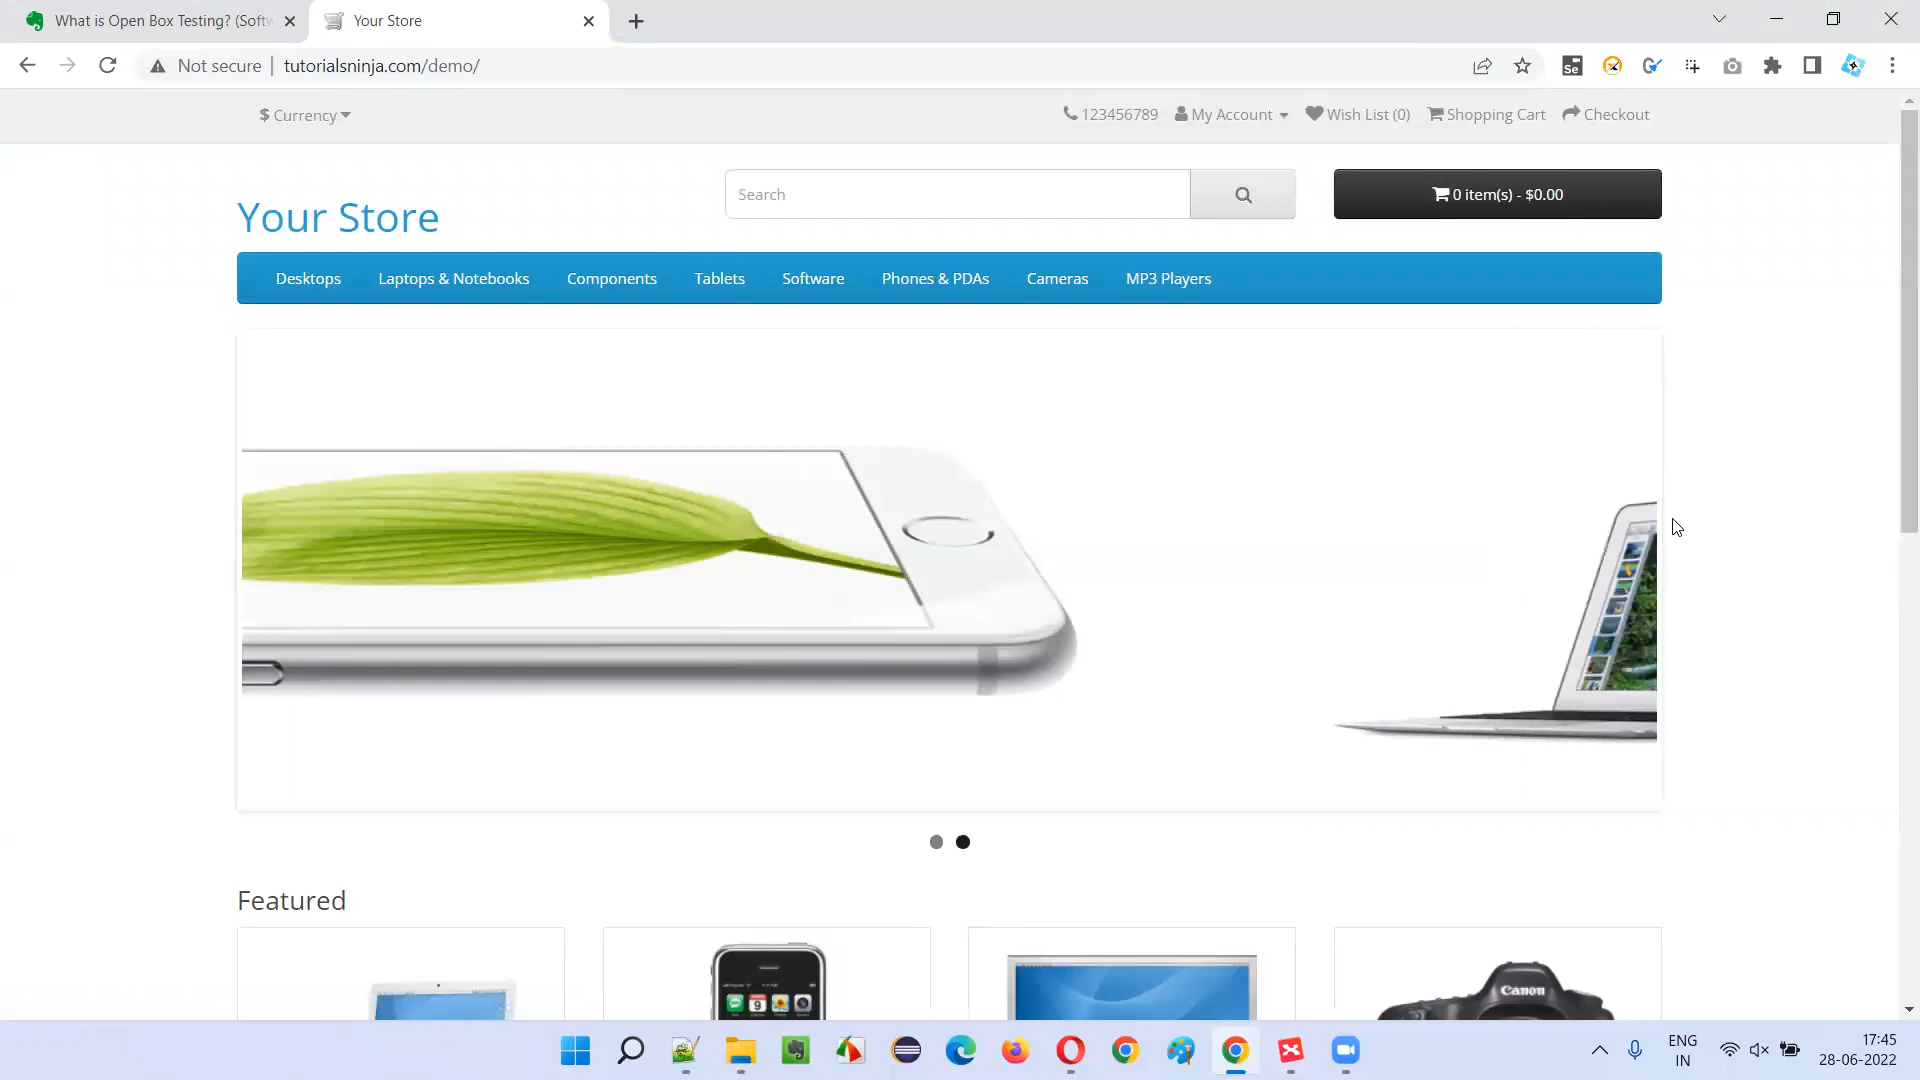 What is Open Box Testing? (Softw
Your Store
Not secure
tutorialsninja.com/demo/
$ Currency
123456789
My Account
Wish List (0)
Shopping Cart
Checkout
Your Store
Search
0 item(s) - $0.00
Desktops
Laptops & Notebooks
Components
Tablets
Software
Phones & PDAs
Cameras
MP3 Players
Featured
Canon
ENG
IN
17:45
28-06-2022